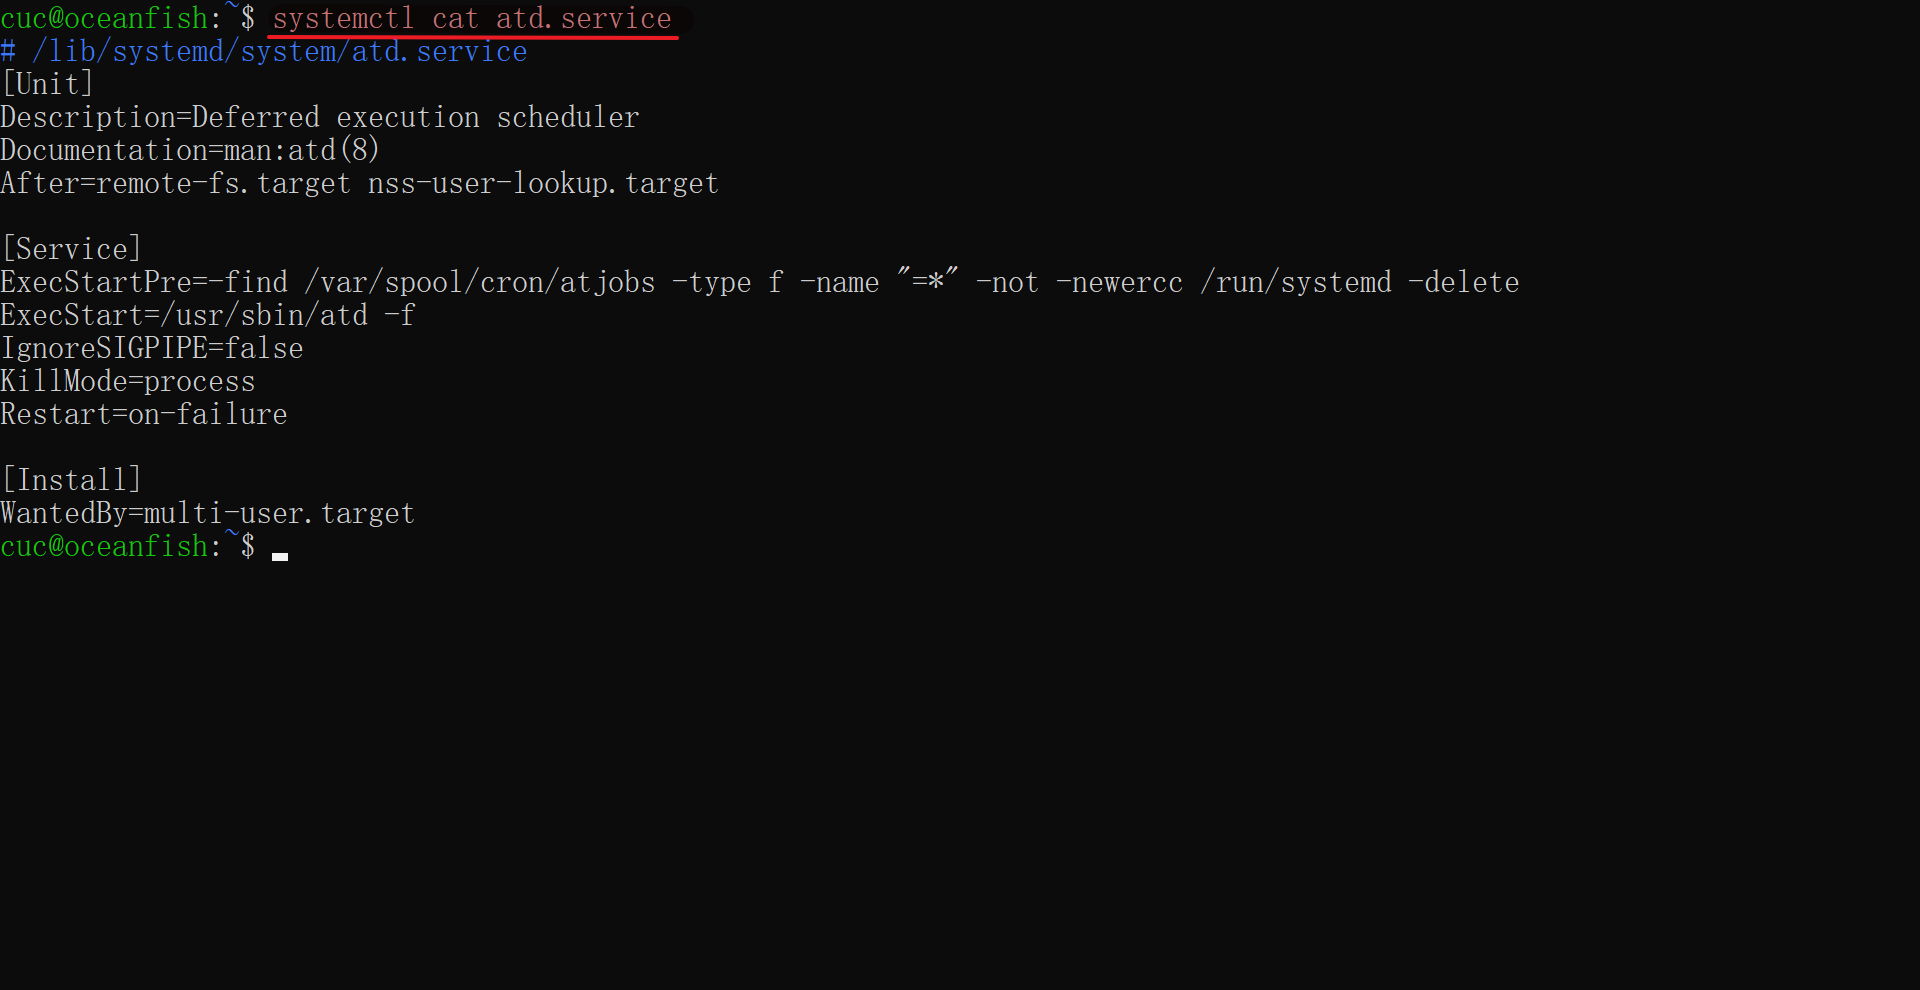 cuc@oceanfish:~$ systemctl cat atd.service
# /lib/systemd/system/atd.service
[Unit]
Description=Deferred execution scheduler
Documentation=man:atd(8)
After=remote-fs.target nss-user-lookup.target
[Service]
ExecStartPre=-find /var/spool/cron/atjobs -type f -name "=*" -not -newercc /run/systemd -delete
ExecStart=/usr/sbin/atd -f
IgnoreSIGPIPE=false
KillMode=process
Restart=on-failure
[Install]
WantedBy=multi-user.target
cuc@oceanfish:~$